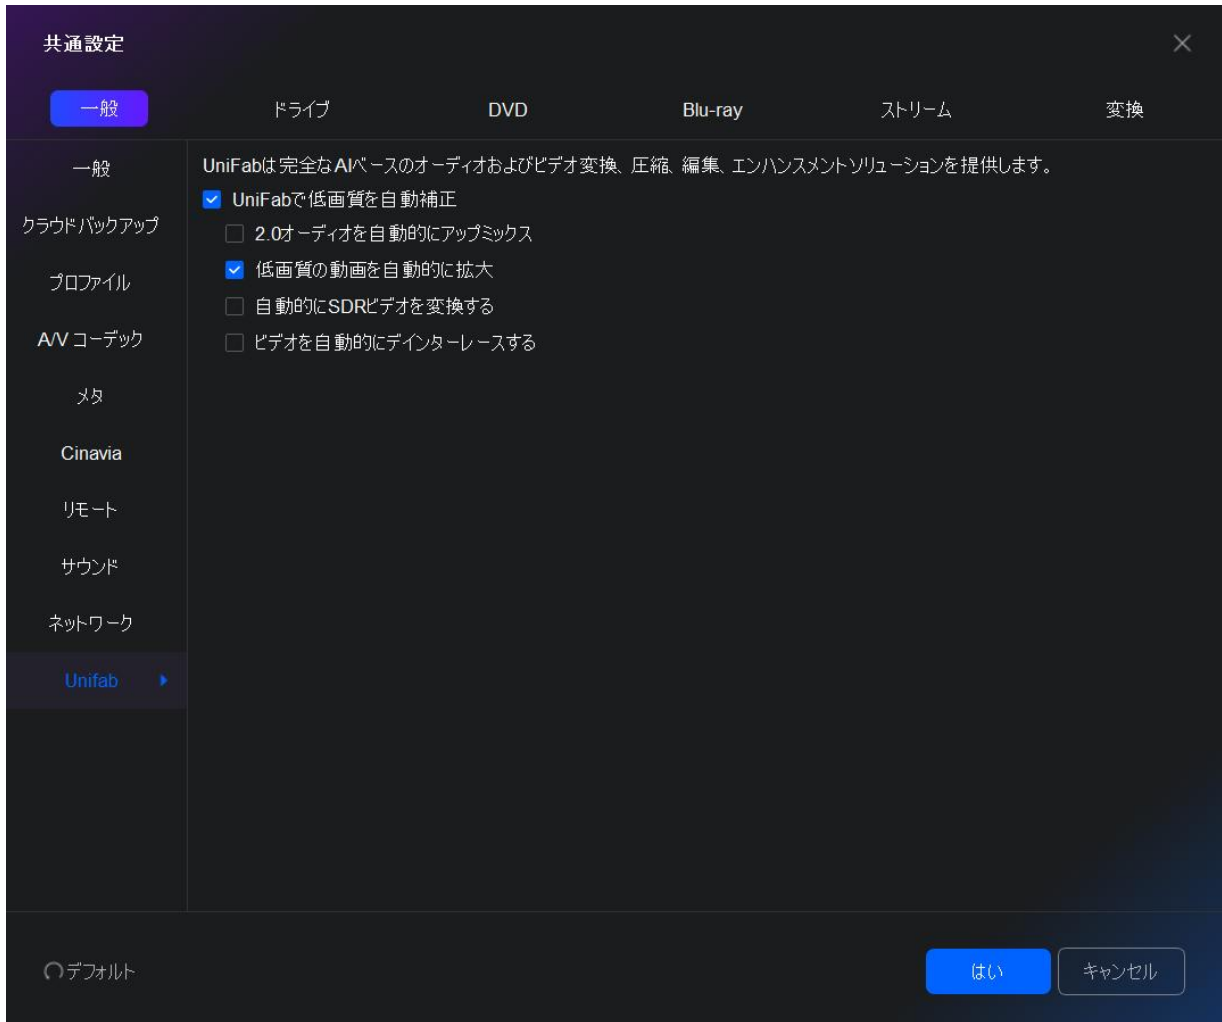 共通設定
一般
ドライブ
DVD
Blu-ray
ストリーム
変換
一般
クラウドバックアップ
プロファイル
A/V コーデック
メタ
Cinavia
リモート
サウンド
ネットワーク
Unifab
UniFabは完全なAIベースのオーディオおよびビデオ変換、圧縮、編集、エンハンスメントソリューションを提供します。
UniFabで低画質を自動補正
2.0オーディオを自動的にアップミックス
低画質の動画を自動的に拡大
自動的にSDRビデオを変換する
ビデオを自動的にデインターレースする
デフォルト
はい
キャンセル